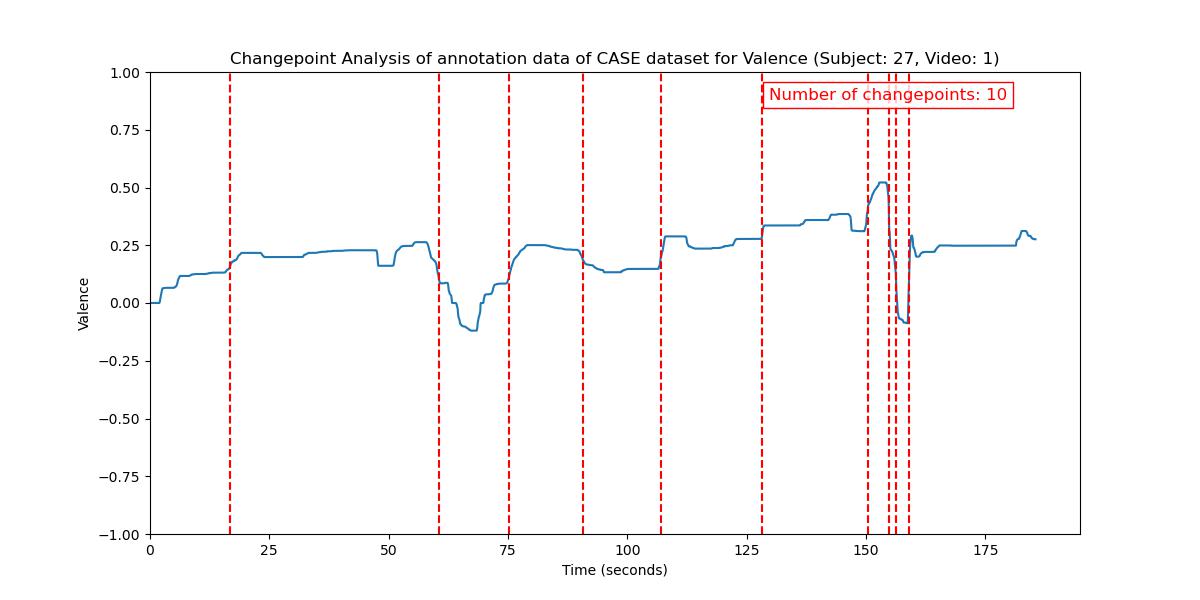 Changepoint Analysis of annotation data of CASE dataset for Valence (Subject: 27, Video: 1)
Number of changepoints: 10
Valence
1.00
0.75
0.50
0.25
0.00
−0.25
−0.50
−0.75
−1.00
0 25 50 75 100 125 150 175
Time (seconds)